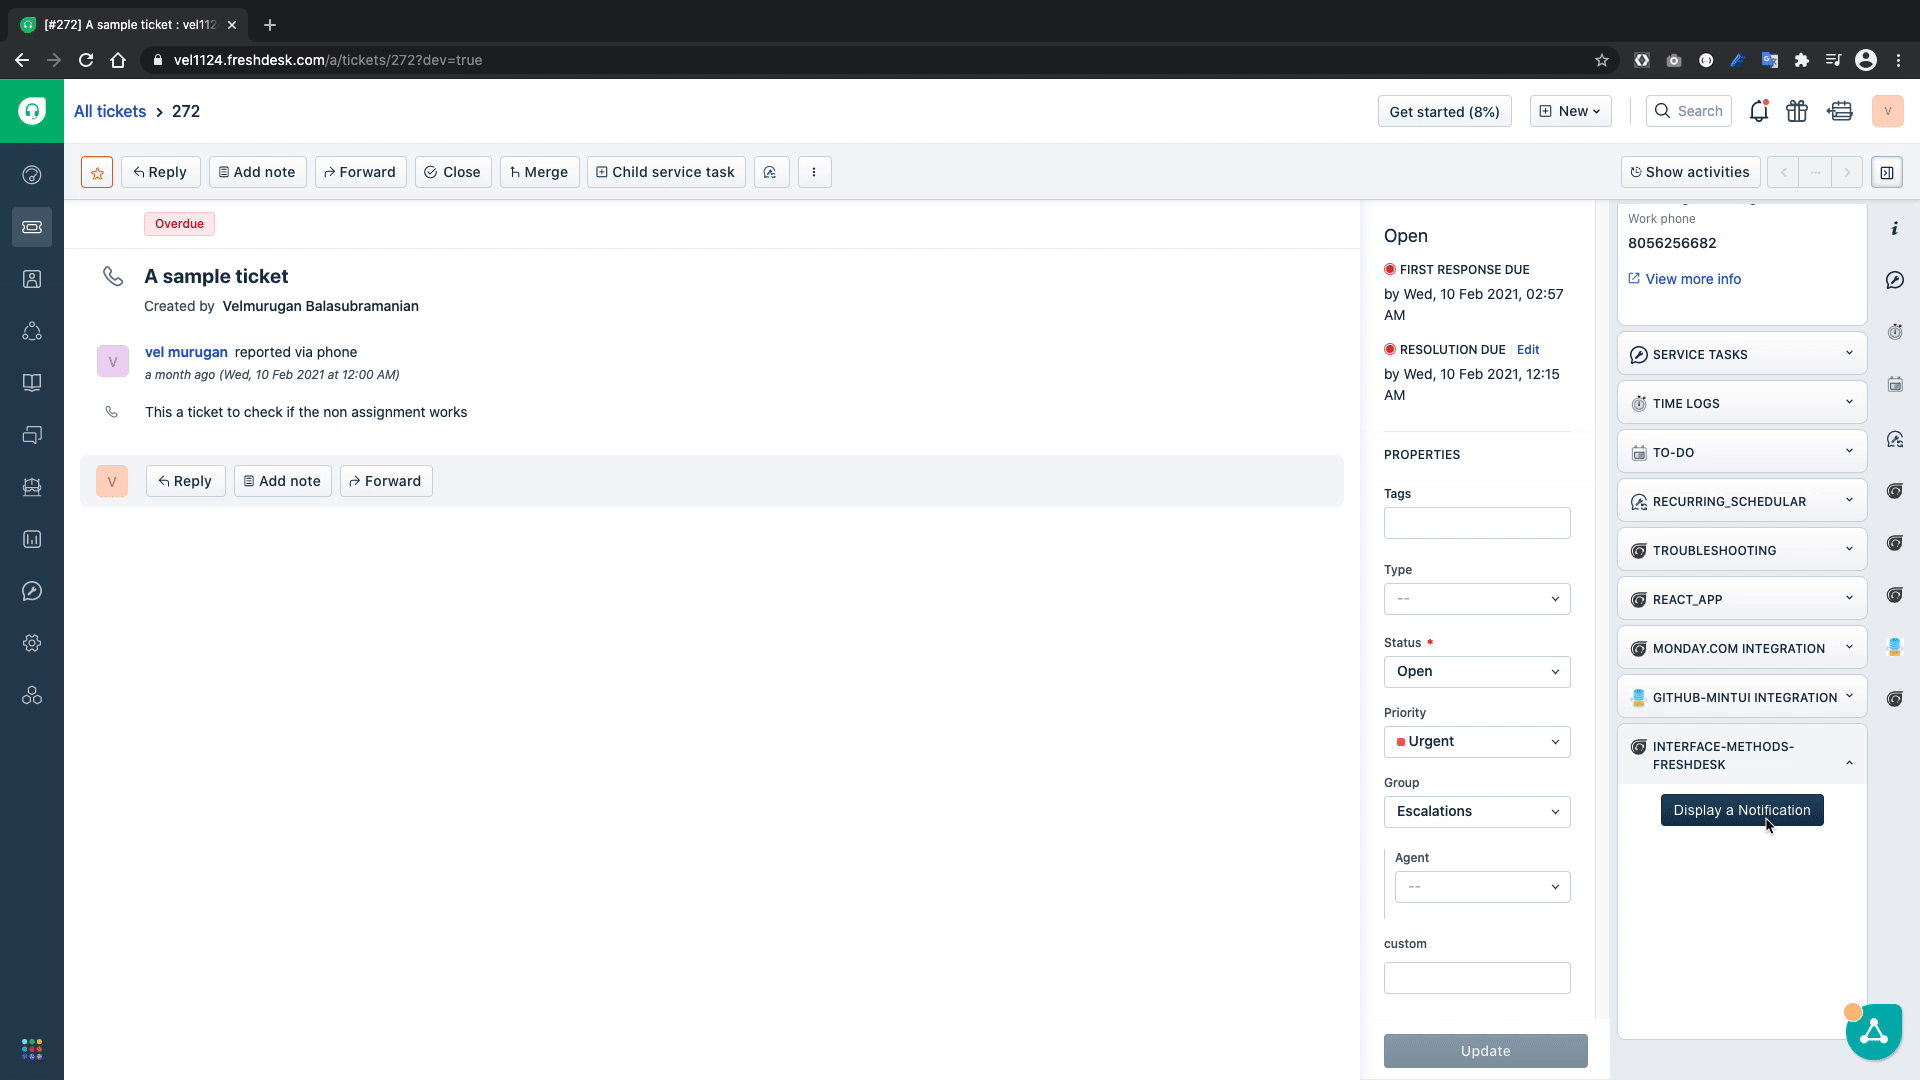 [#272] A sample ticket : vel112
vel1124.freshdesk.com/a/tickets/272?dev=true
All tickets > 272
Get started (8%)
New
Search
V
Reply
Add note
Forward
Close
Merge
Child service task
Show activities
Overdue
A sample ticket
Created by Velmurugan Balasubramanian
V
vel murugan reported via phone
a month ago (Wed, 10 Feb 2021 at 12:00 AM)
This a ticket to check if the non assignment works
V
Reply
Add note
Forward
Open
FIRST RESPONSE DUE
by Wed, 10 Feb 2021, 02:57
AM
RESOLUTION DUE Edit
by Wed, 10 Feb 2021, 12:15
AM
PROPERTIES
Tags
Type
--
Status *
Open
Priority
Urgent
Group
Escalations
Agent
--
custom
Update
Work phone
8056256682
View more info
SERVICE TASKS
TIME LOGS
TO-DO
RECURRING_SCHEDULAR
TROUBLESHOOTING
REACT_APP
MONDAY.COM INTEGRATION
GITHUB-MINTUI INTEGRATION
INTERFACE-METHODS-
FRESHDESK
Display a Notification